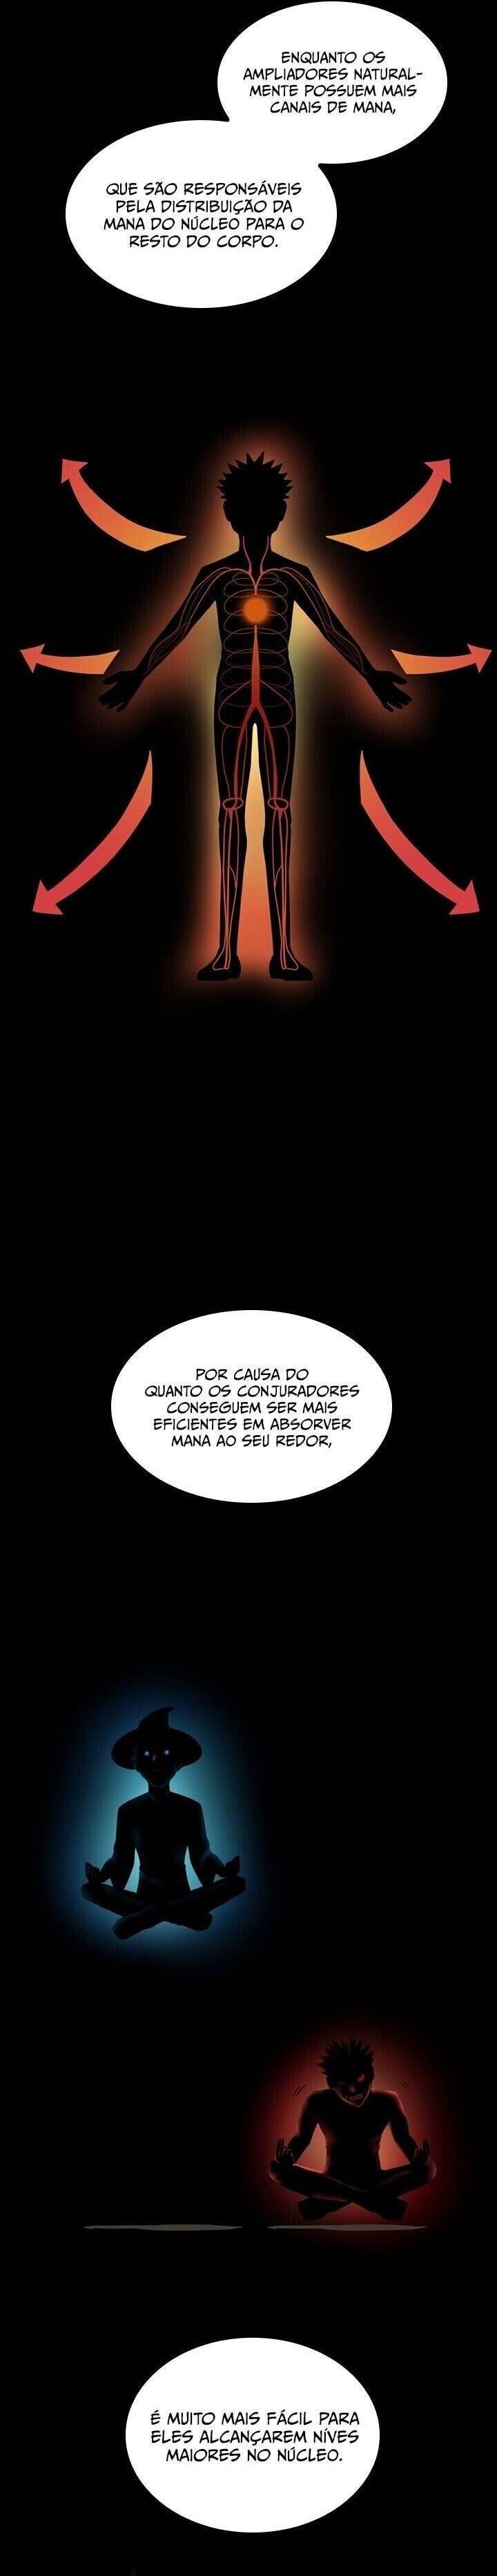 ENQUANTO OS
AMPLIADORES NATURAL-
MENTE POSSUEM MAIS
CANAIS DE MANA,
QUE SÃO RESPONSÁVEIS
PELA DISTRIBUIÇÃO DA
MANA DO NÚCLEO PARA O
RESTO DO CORPO.
POR CAUSA DO
QUANTO OS CONJURADORES
CONSEGUEM SER MAIS
EFICIENTES EM ABSORVER
MANA AO SEU REDOR,
É MUITO MAIS FÁCIL PARA
ELES ALCANÇAREM NÍVES
MAIORES NO NÚCLEO.